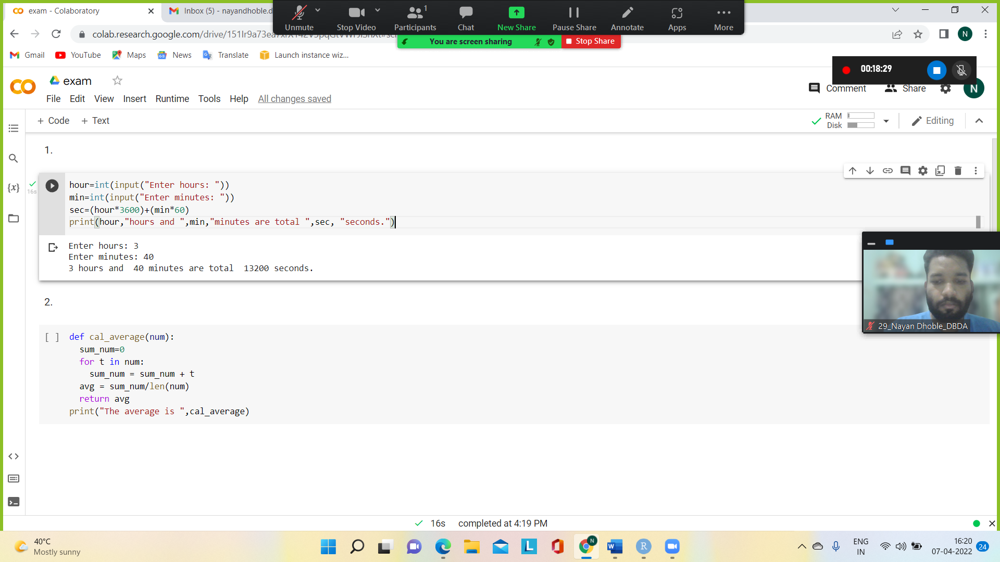 exam - Colaboratory
Inbox (5) - nayandhoble.d
Unmute
Stop Video
1
Participants
Chat
New Share
Pause Share
Annotate
Apps
More
You are screen sharing
Stop Share
N
Gmail
YouTube
Maps
News
Translate
Launch instance wiz...
00:18:29
exam
File Edit View Insert Runtime Tools Help All changes saved
Comment
Share
N
+ Code + Text
RAM
Disk
Editing
1.
{x}
16s
hour=int(input("Enter hours: "))
min=int(input("Enter minutes: "))
sec=(hour*3600)+(min*60)
print(hour,"hours and ",min,"minutes are total ",sec, "seconds.")
Enter hours: 3
Enter minutes: 40
3 hours and  40 minutes are total  13200 seconds.
29_Nayan Dhoble_DBDA
2.
[ ]
def cal_average(num):
  sum_num=0
  for t in num:
    sum_num = sum_num + t
  avg = sum_num/len(num)
  return avg
print("The average is ",cal_average)
16s completed at 4:19 PM
40°C
Mostly sunny
L
N
W
R
ENG
IN
16:20
07-04-2022
24